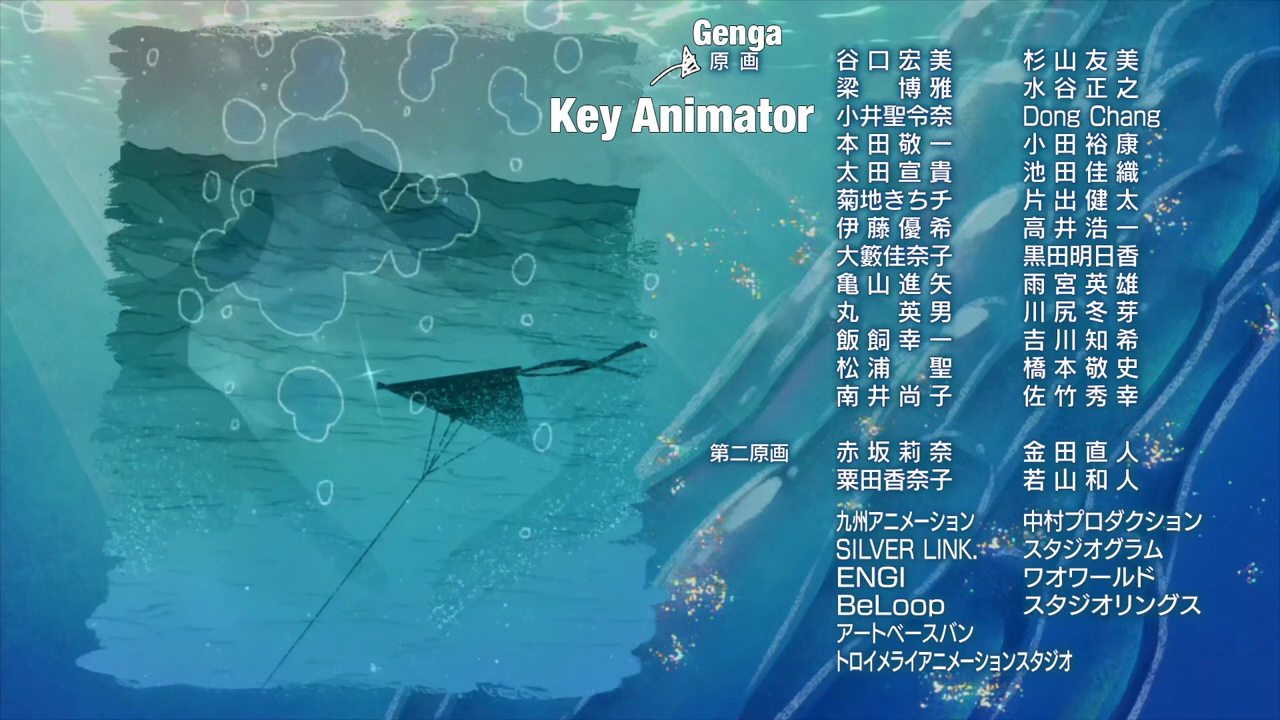 Genga
原画
Key Animator
谷口宏美 杉山友美
梁 博雅 水谷正之
小井聖令奈 Dong Chang
本田敬一 小田裕康
太田宣貴 池田佳織
菊地きちチ 片出健太
伊藤優希 高井浩一
大籔佳奈子 黒田明日香
亀山進矢 雨宮英雄
丸 英男 川尻冬芽
飯飼幸一 吉川知希
松浦 聖 橋本敬史
南井尚子 佐竹秀幸
第二原画 赤坂莉奈 金田直人
粟田香奈子 若山和人
九州アニメーション 中村プロダクション
SILVER LINK. スタジオグラム
ENGI ワオワールド
BeLoop スタジオリングス
アートベースバン
トロイメライアニメーションスタジオ